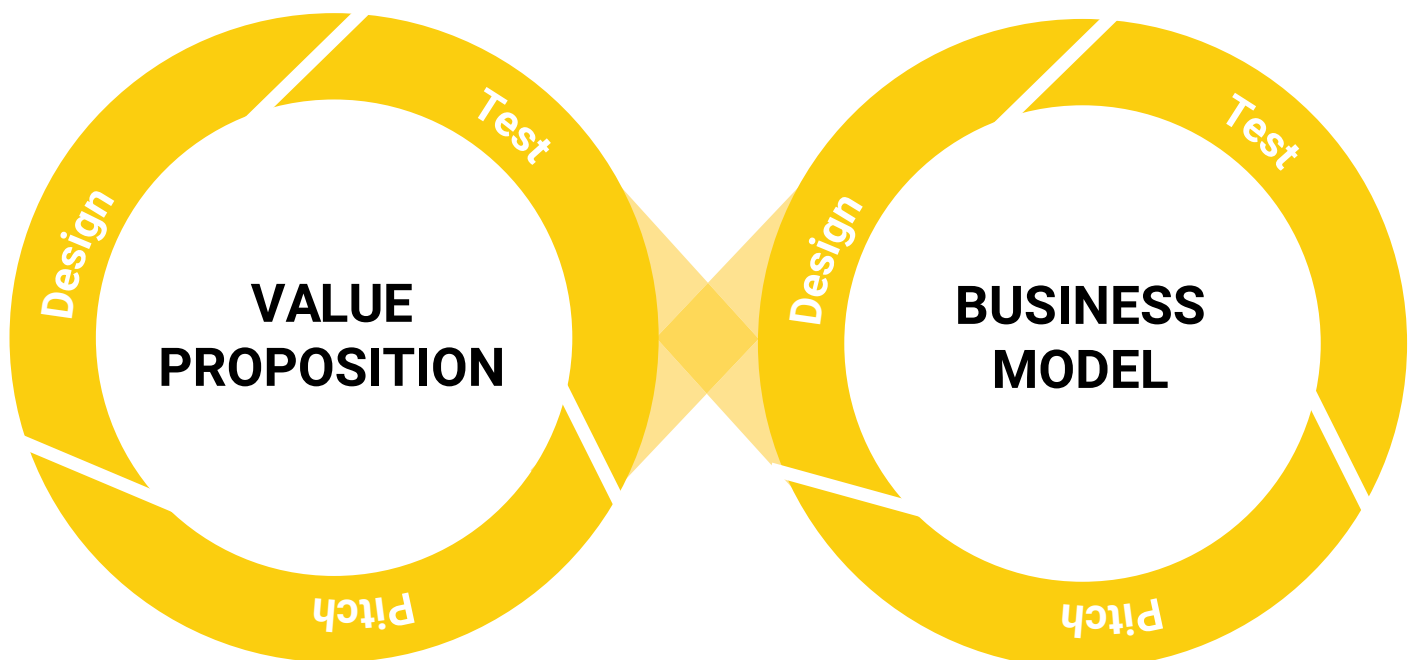 Design
Test
Pitch
VALUE
PROPOSITION
Design
Test
Pitch
BUSINESS
MODEL